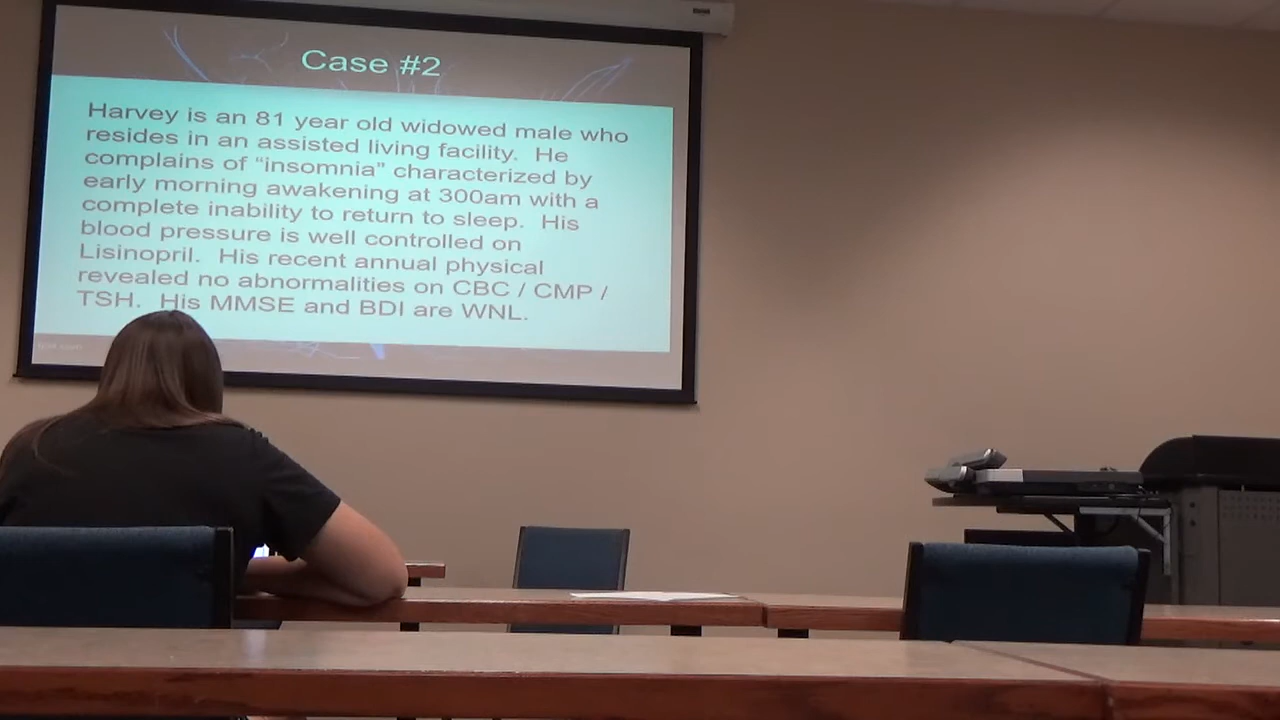 Case #2
Harvey is an 81 year old widowed male who
resides in an assisted living facility. He
complains of “insomnia” characterized by
early morning awakening at 300am with a
complete inability to return to sleep. His
blood pressure is well controlled on
Lisinopril. His recent annual physical
revealed no abnormalities on CBC / CMP /
TSH. His MMSE and BDI are WNL.